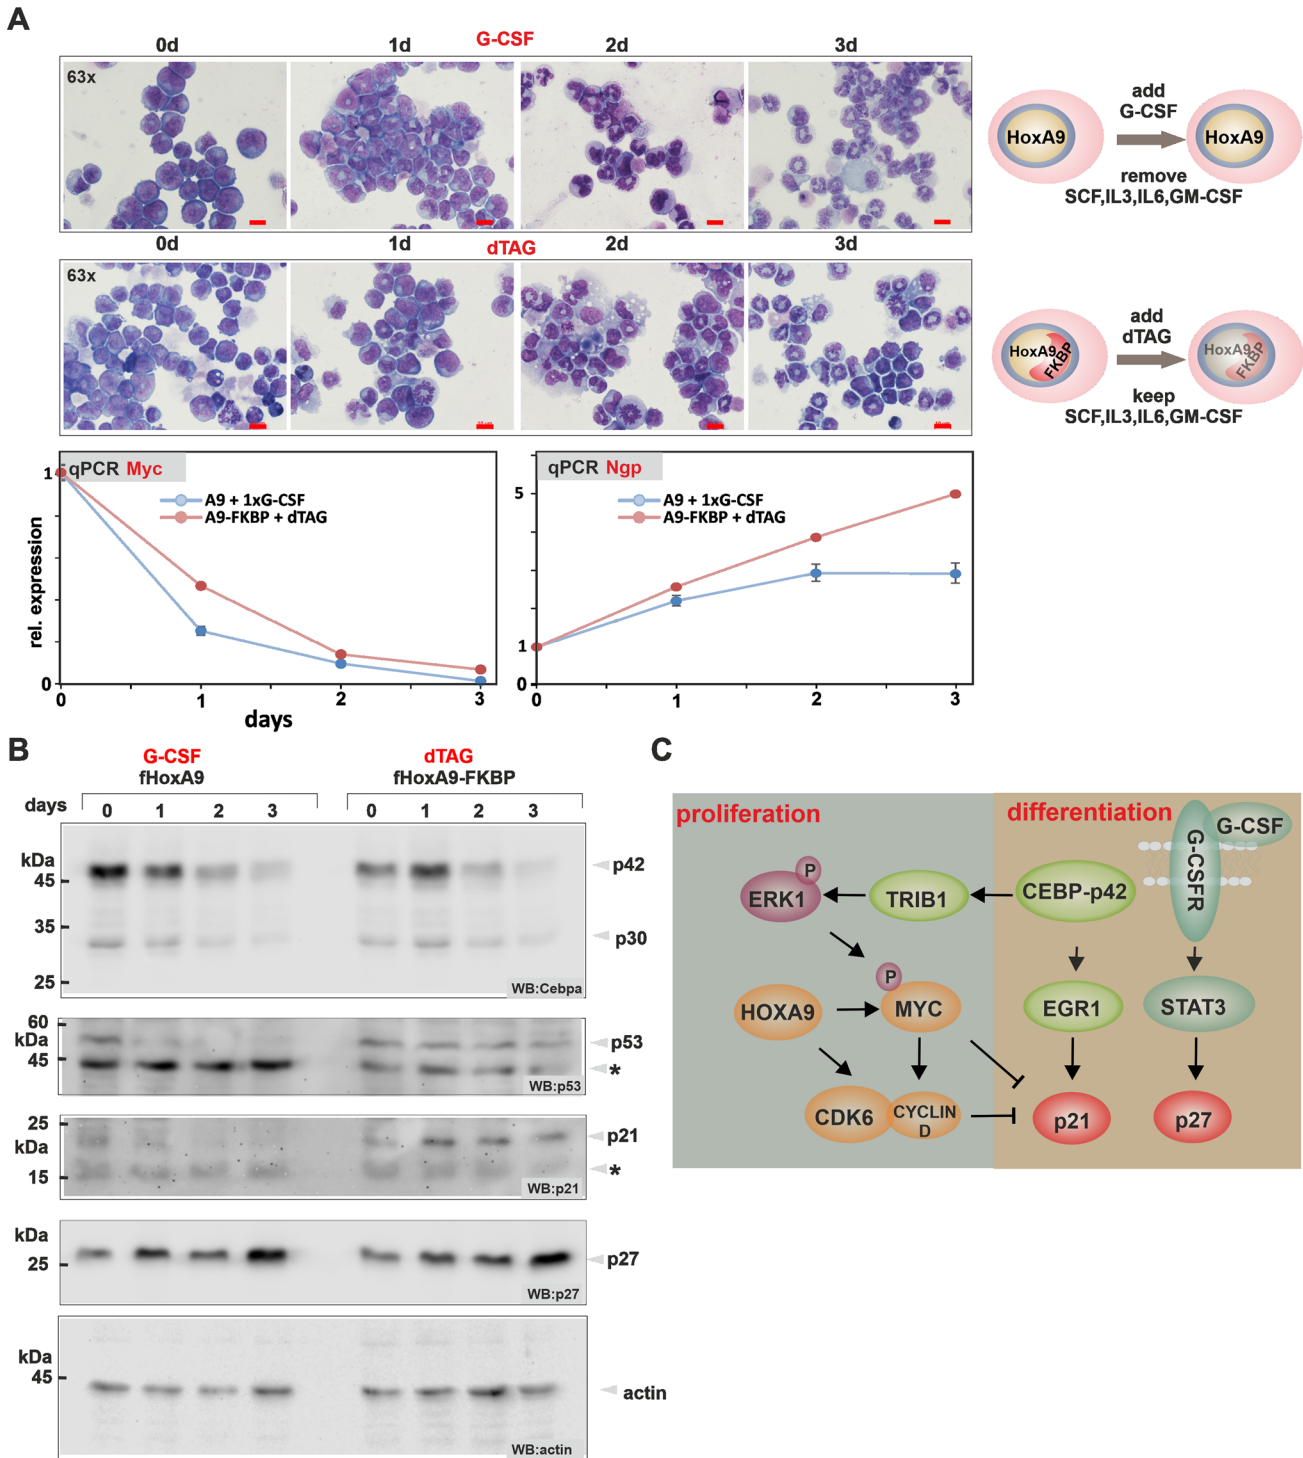 A
G-CSF
0d 1d 2d 3d
63x
add
G-CSF
HoxA9 HoxA9
remove
SCF,IL3,IL6,GM-CSF
dTAG
0d 1d 2d 3d
63x
add
dTAG
HoxA9 FKBP HoxA9 FKBP
keep
SCF,IL3,IL6,GM-CSF
qPCR Myc
A9 + 1xG-CSF
A9-FKBP + dTAG
rel. expression
1
0
0 1 2 3
days
qPCR Ngp
A9 + 1xG-CSF
A9-FKBP + dTAG
5
1
0
0 1 2 3
B
G-CSF dTAG
fHoxA9 fHoxA9-FKBP
days 0 1 2 3 0 1 2 3
kDa
45
35
25
p42
p30
WB:Cebpa
60
kDa
45
p53
*
WB:p53
25
kDa
15
p21
*
WB:p21
kDa
25
p27
WB:p27
kDa
45
actin
WB:actin
C
proliferation differentiation
G-CSF
G-CSFR
P
ERK1 TRIB1 CEBP-p42
P
HOXA9 MYC EGR1 STAT3
CDK6 CYCLIN
D
p21 p27